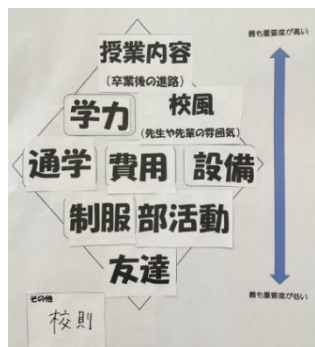 授業内容
最も重要度が高い
(卒業後の進路)
学力 校風
(先生や先輩の雰囲気)
通学 費用 設備
制服 部活動
友達
最も重要度が低い
その他
校則